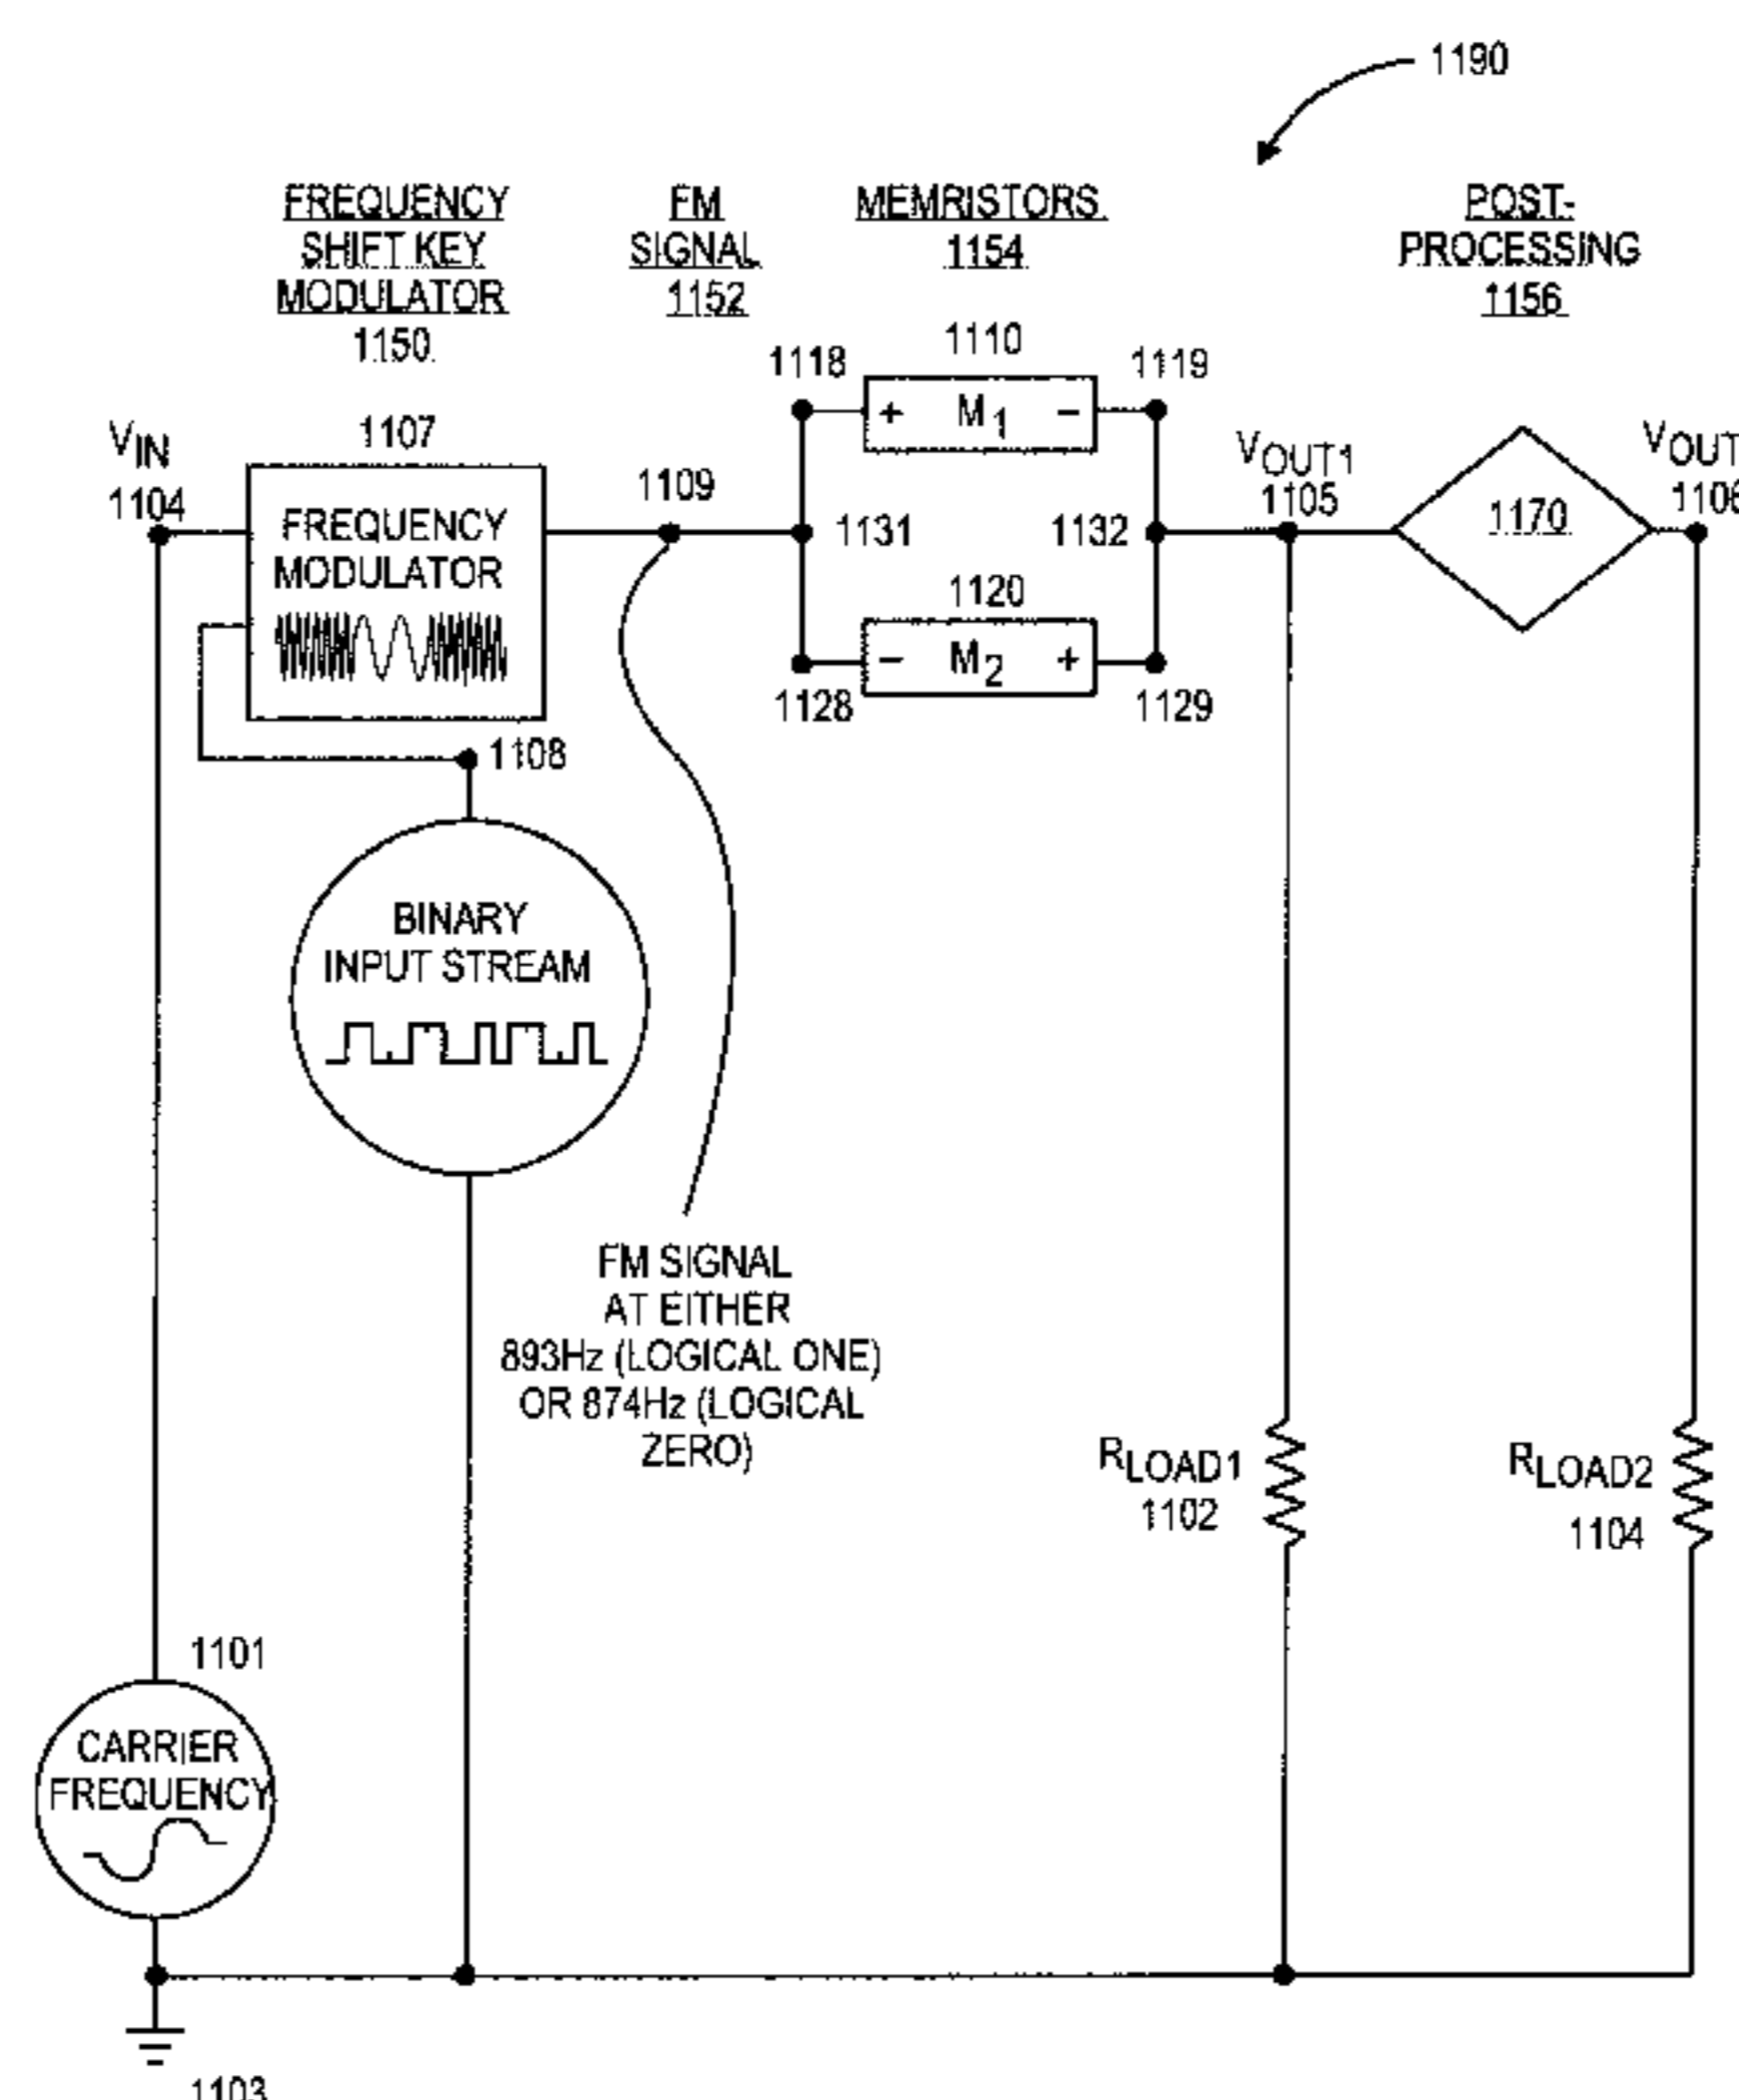 1190
FREQUENCY
SHIFT KEY
MODULATOR
1150
FM
SIGNAL
1152
MEMRISTORS
1154
POST-
PROCESSING
1156
VIN
1104
1107
FREQUENCY
MODULATOR
1108
1109
1118
1110
1119
+ M1 −
1131
1132
1120
− M2 +
1128
1129
VOUT1
1105
1170
VOUT
1106
BINARY
INPUT STREAM
FM SIGNAL
AT EITHER
893Hz (LOGICAL ONE)
OR 874Hz (LOGICAL
ZERO)
RLOAD1
1102
RLOAD2
1104
1101
CARRIER
FREQUENCY
1103